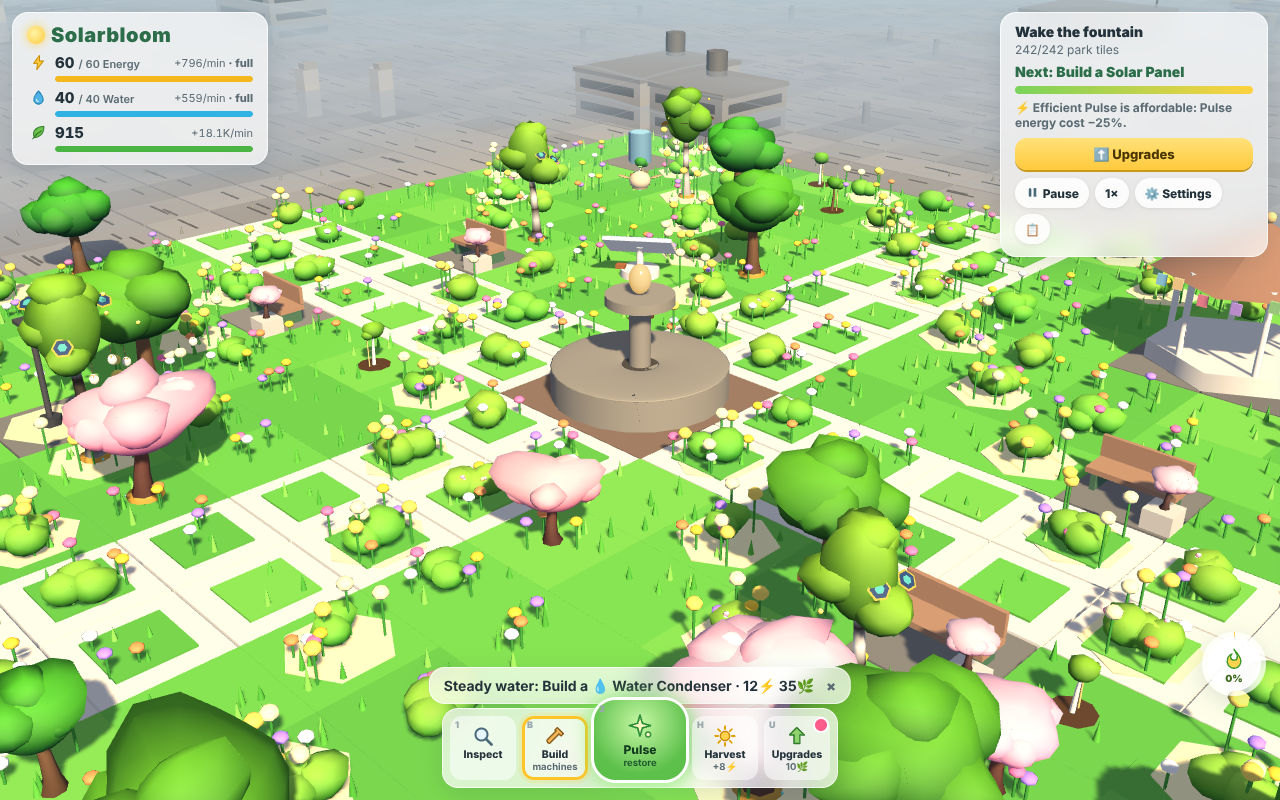 Solarbloom
60 / 60 Energy +796/min · full
40 / 40 Water +559/min · full
915 +18.1K/min
Wake the fountain
242/242 park tiles
Next: Build a Solar Panel
⚡ Efficient Pulse is affordable: Pulse
energy cost −25%.
⬆️ Upgrades
⏸ Pause
1×
⚙️ Settings
📋
0%
Steady water: Build a 💧 Water Condenser · 12⚡ 35🌿 ×
1
Inspect
B
Build
machines
Pulse
restore
H
Harvest
+8⚡
U
Upgrades
10🌿